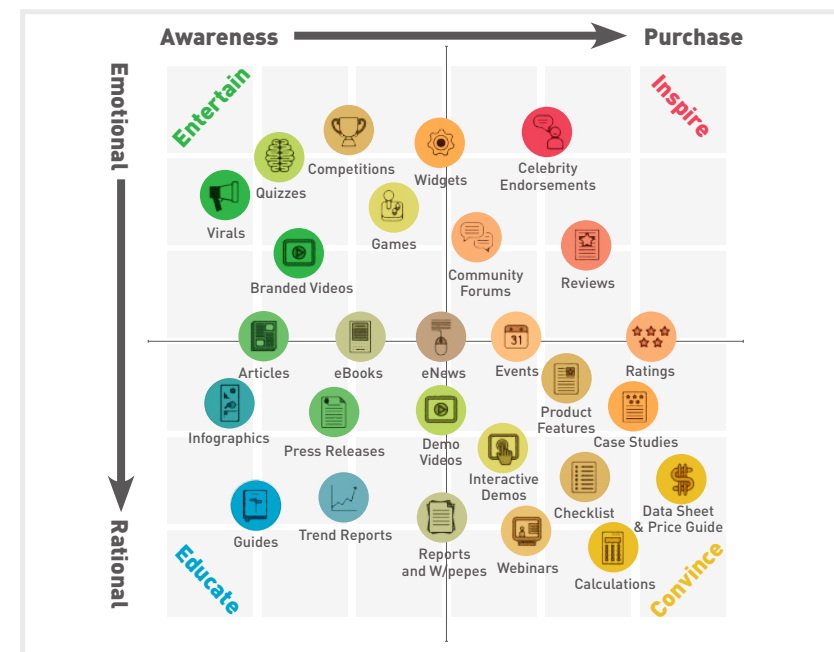 Awareness
Purchase
Emotional
Rational
Entertain
Inspire
Competitions
Widgets
Celebrity
Endorsements
Quizzes
Virals
Games
Branded Videos
Community
Forums
Reviews
Articles
eBooks
eNews
Events
31
Ratings
Infographics
Press Releases
Demo
Videos
Product
Features
Case Studies
Interactive
Demos
Guides
Trend Reports
Reports
and W/pepes
Webinars
Checklist
Data Sheet
& Price Guide
Calculations
Educate
Convince